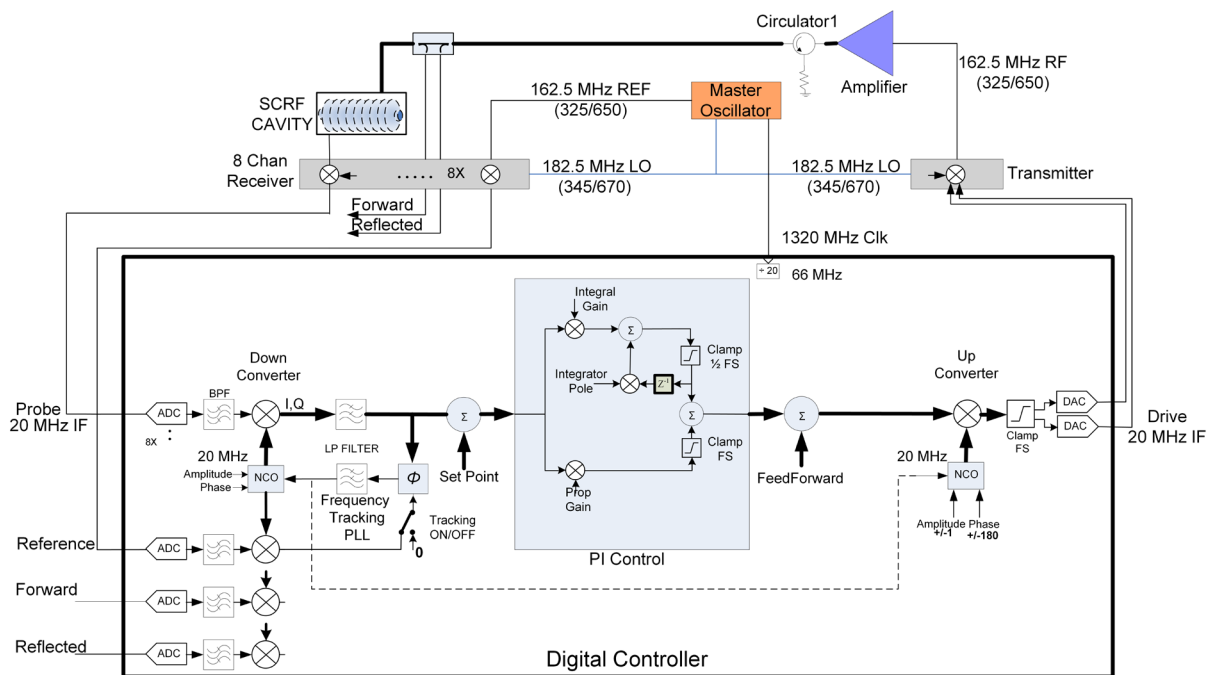 Circulator1
162.5 MHz RF
(325/650)
Amplifier
162.5 MHz REF
(325/650)
Master
Oscillator
SCRF
CAVITY
8 Chan
Receiver
8X
182.5 MHz LO
(345/670)
182.5 MHz LO
(345/670)
Transmitter
Forward
Reflected
1320 MHz Clk
÷ 20
66 MHz
Integral
Gain
Σ
Clamp
½ FS
Integrator
Pole
Z⁻¹
Σ
Clamp
FS
Prop
Gain
PI Control
Down
Converter
BPF
I,Q
Probe
20 MHz IF
ADC
8X
LP FILTER
Σ
Set Point
20 MHz
Amplitude
Phase
NCO
Φ
Frequency
Tracking
PLL
Tracking
ON/OFF
0
Σ
FeedForward
Up
Converter
Clamp
FS
DAC
DAC
Drive
20 MHz IF
20 MHz
NCO
Amplitude
+/-1
Phase
+/-180
Reference
ADC
Forward
ADC
Reflected
ADC
Digital Controller